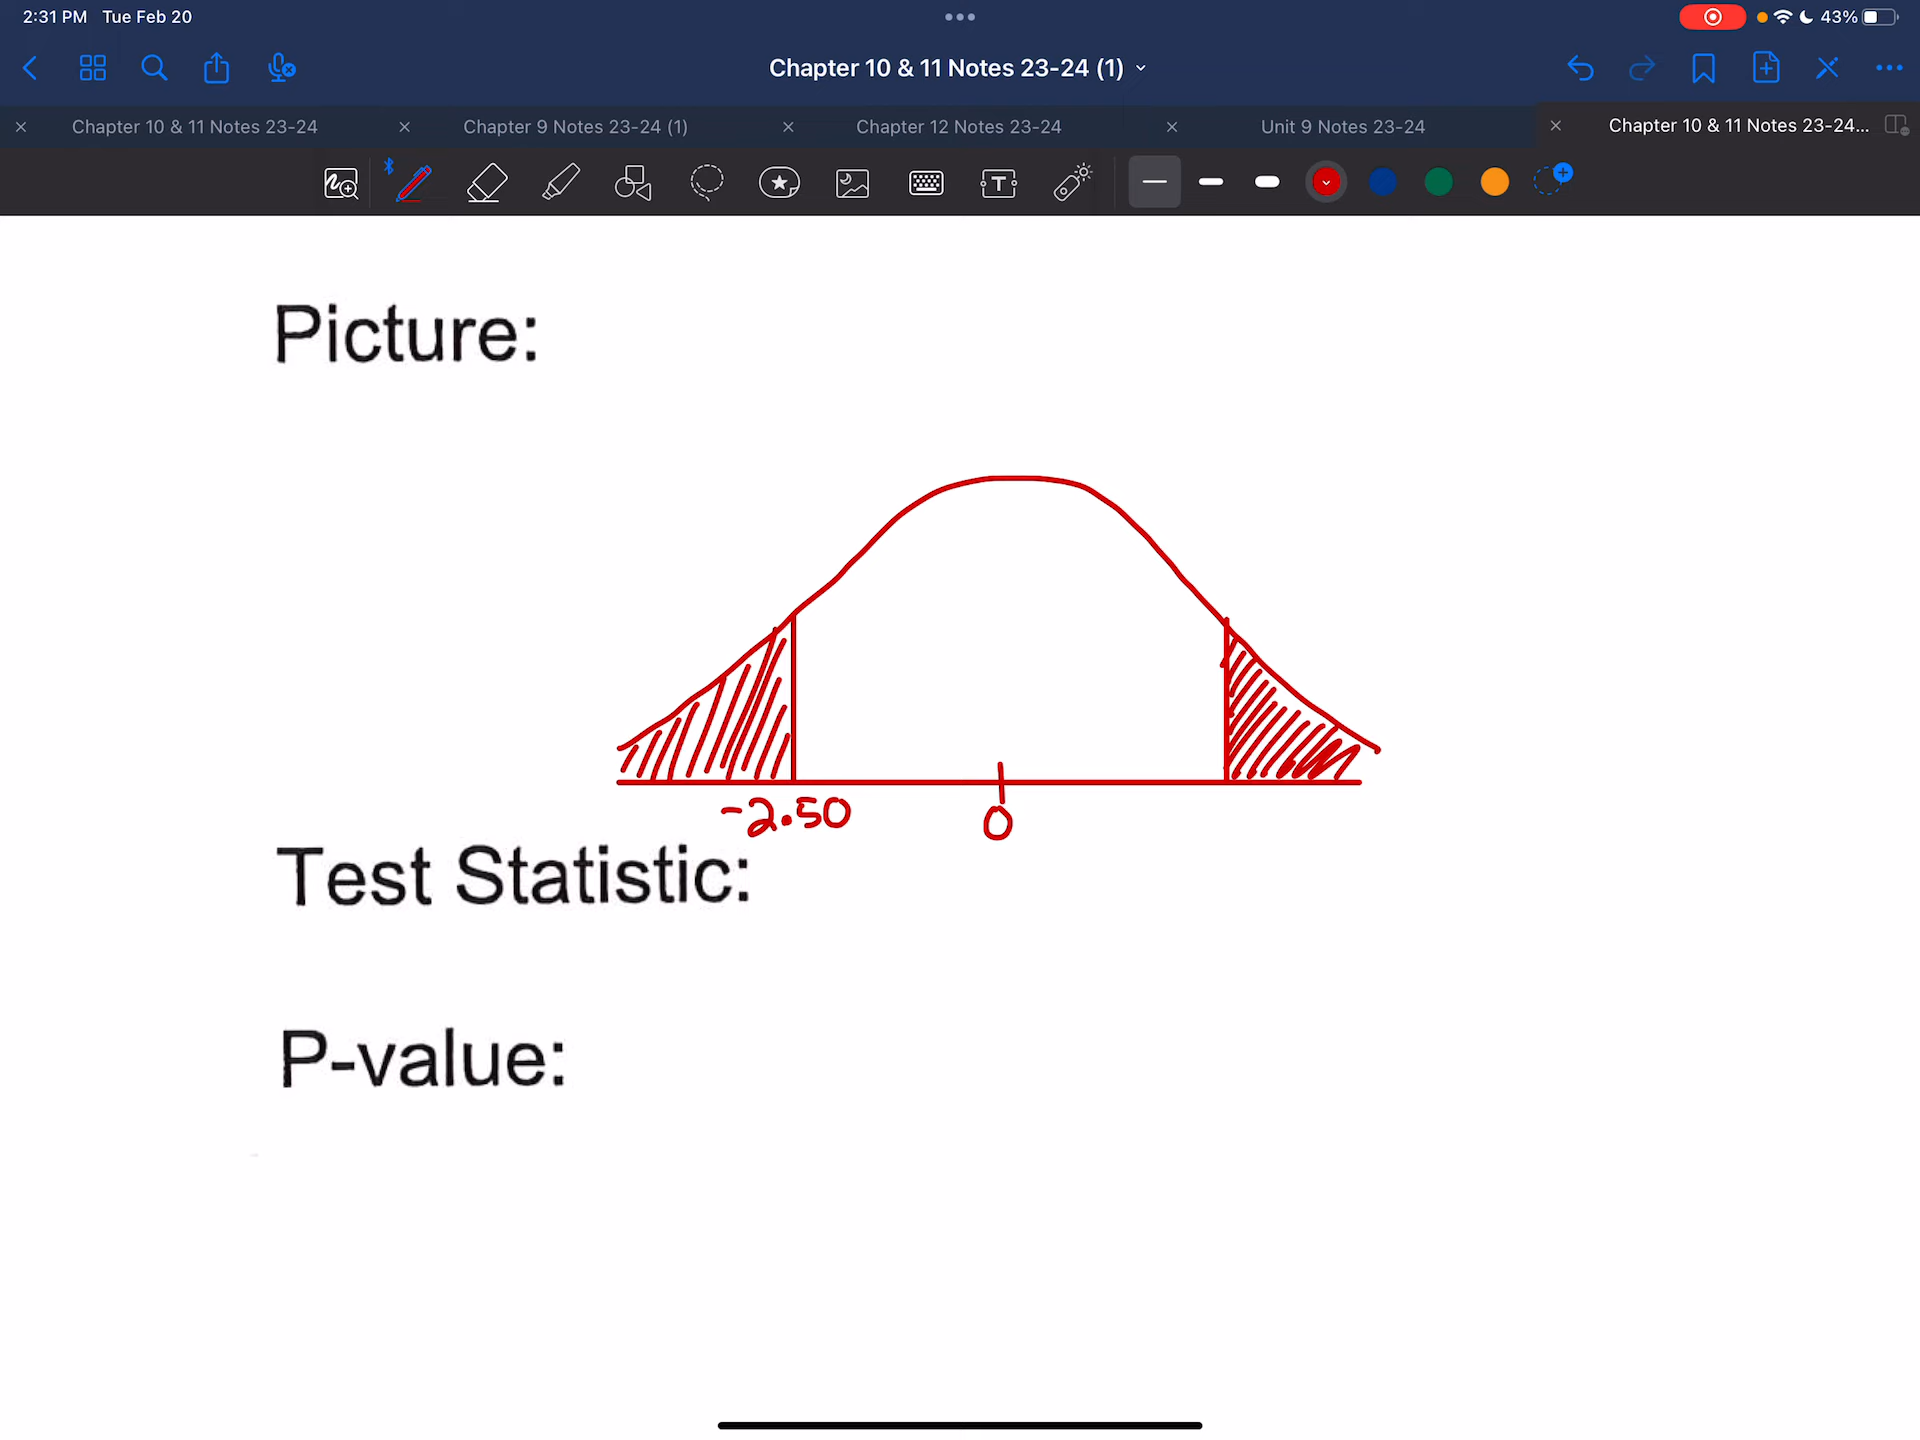 2:31 PM Tue Feb 20
43%
Chapter 10 & 11 Notes 23-24 (1)
Chapter 10 & 11 Notes 23-24
Chapter 9 Notes 23-24 (1)
Chapter 12 Notes 23-24
Unit 9 Notes 23-24
Chapter 10 & 11 Notes 23-24...
T
Picture:
-2.50
0
Test Statistic:
P-value: